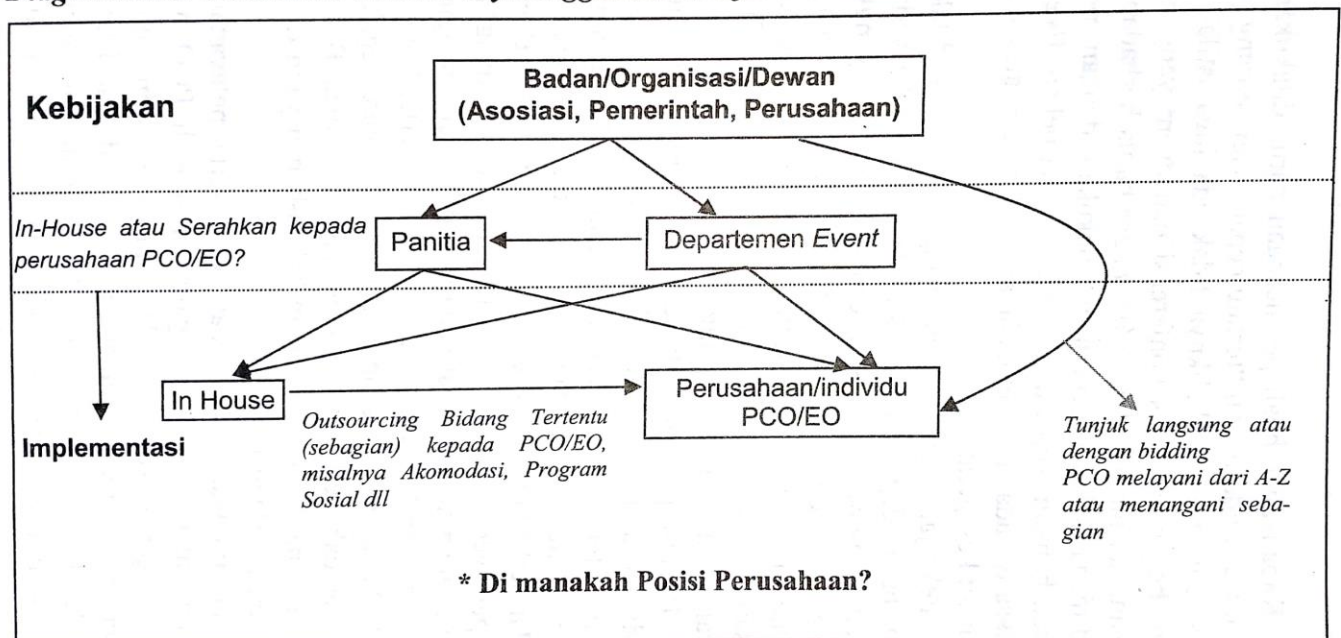 Kebijakan
Badan/Organisasi/Dewan
(Asosiasi, Pemerintah, Perusahaan)
In-House atau Serahkan kepada
perusahaan PCO/EO?
Panitia
Departemen Event
In House
Perusahaan/individu
PCO/EO
Implementasi
Outsourcing Bidang Tertentu
(sebagian) kepada PCO/EO,
misalnya Akomodasi, Program
Sosial dll
Tunjuk langsung atau
dengan bidding
PCO melayani dari A-Z
atau menangani seba-
gian
* Di manakah Posisi Perusahaan?